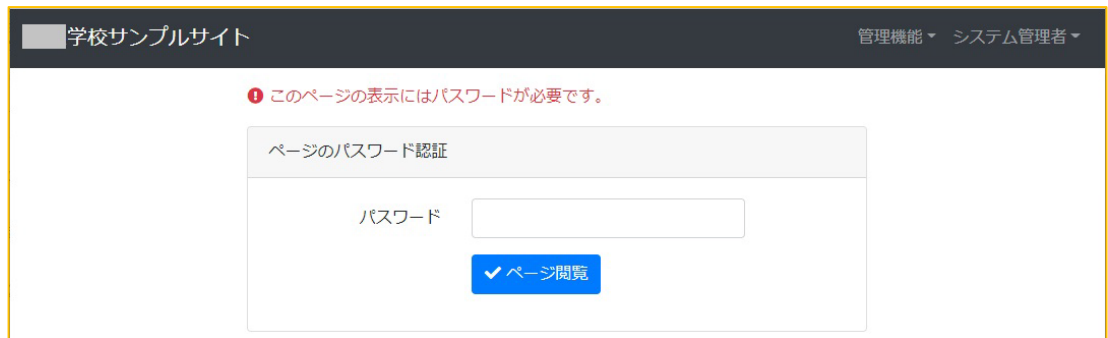 学校サンプルサイト 管理機能 システム管理者
このページの表示にはパスワードが必要です。
ページのパスワード認証
パスワード
ページ閲覧